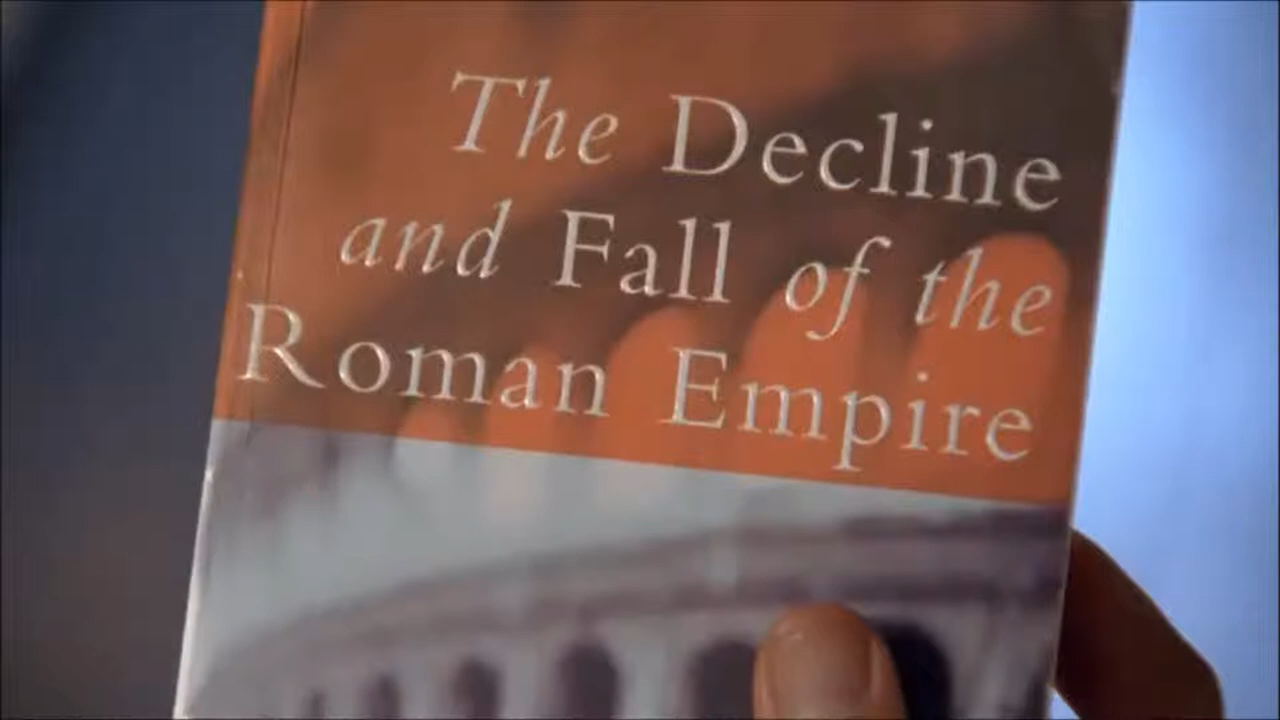 The Decline
and Fall of the
Roman Empire